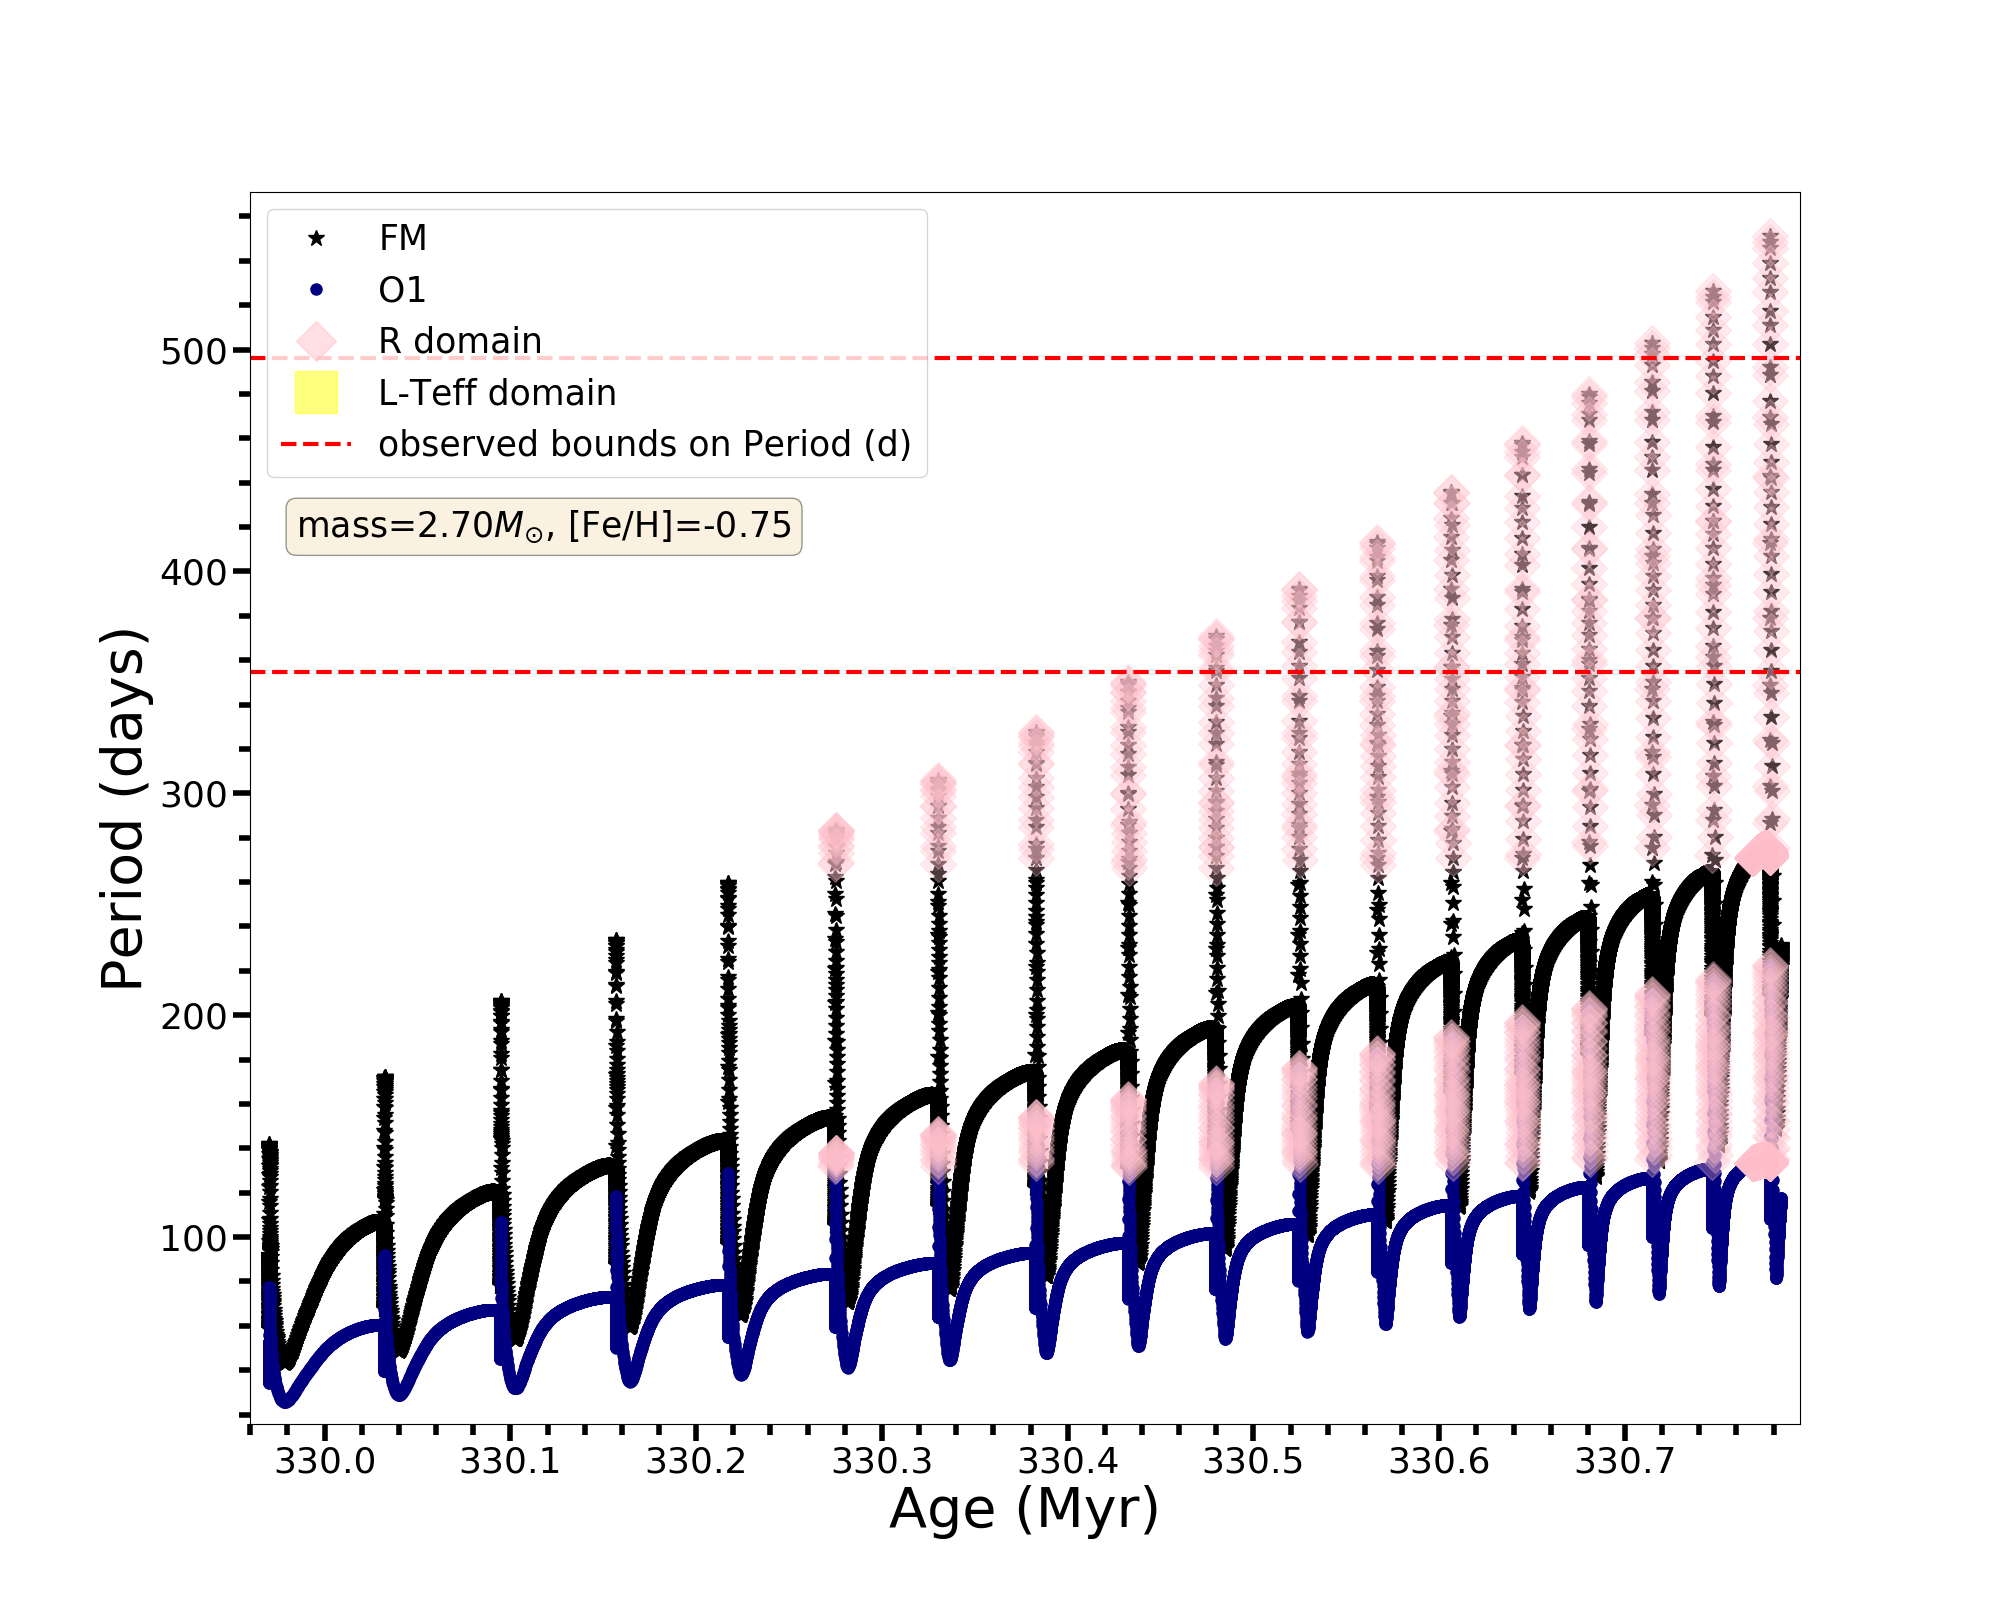 FM
O1
R domain
L-Teff domain
observed bounds on Period (d)
mass=2.70M⊙, [Fe/H]=-0.75
500
400
300
200
100
Period (days)
330.0 330.1 330.2 330.3 330.4 330.5 330.6 330.7
Age (Myr)